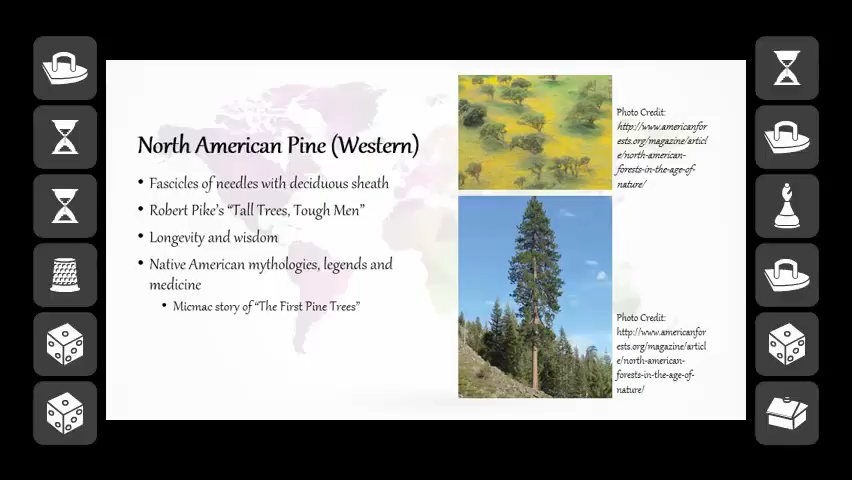 North American Pine (Western)
• Fascicles of needles with deciduous sheath
• Robert Pike's “Tall Trees, Tough Men”
• Longevity and wisdom
• Native American mythologies, legends and
medicine
• Micmac story of “The First Pine Trees”
Photo Credit:
http://www.americanfor
ests.org/magazine/articl
e/north-american-
forests-in-the-age-of-
nature/
Photo Credit:
http://www.americanfor
ests.org/magazine/articl
e/north-american-
forests-in-the-age-of-
nature/